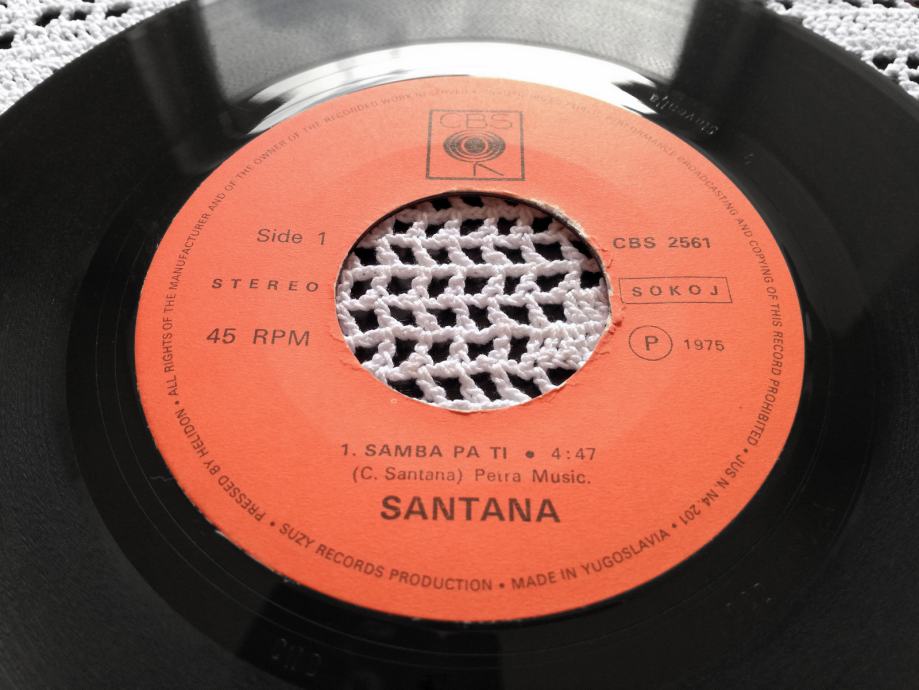 CBS
Side 1
STEREO
45 RPM
CBS 2561
SOKOJ
P 1975
1. SAMBA PA TI • 4:47
(C. Santana) Petra Music.
SANTANA
PRESSED BY HELIDON • ALL RIGHTS OF THE MANUFACTURER AND OF THE OWNER OF THE RECORDED WORK RESERVED • PERFORMANCE BROADCASTING AND COPYING OF THIS RECORD PROHIBITED • JUS N. N4. 201 •
SUZY RECORDS PRODUCTION • MADE IN YUGOSLAVIA